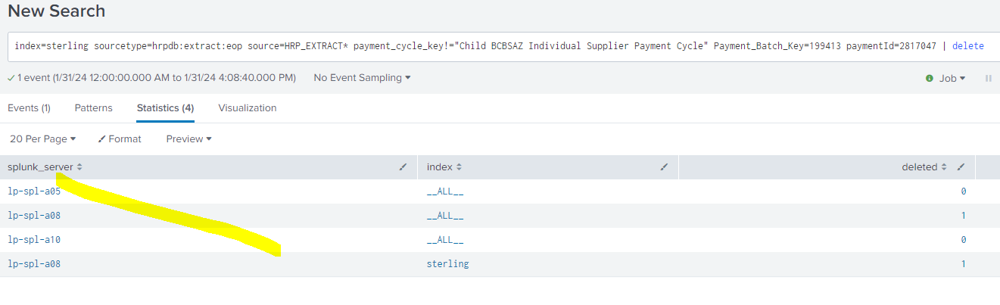 New Search
index=sterling sourcetype=hrpdb:extract:eop source=HRP_EXTRACT* payment_cycle_key!="Child BCBSAZ Individual Supplier Payment Cycle" Payment_Batch_Key=199413 paymentId=2817047 | delete
1 event (1/31/24 12:00:00.000 AM to 1/31/24 4:08:40.000 PM) No Event Sampling Job
Events (1) Patterns Statistics (4) Visualization
20 Per Page Format Preview
splunk_server index deleted
lp-spl-a05 __ALL__ 0
lp-spl-a08 __ALL__ 1
lp-spl-a10 __ALL__ 0
lp-spl-a08 sterling 1